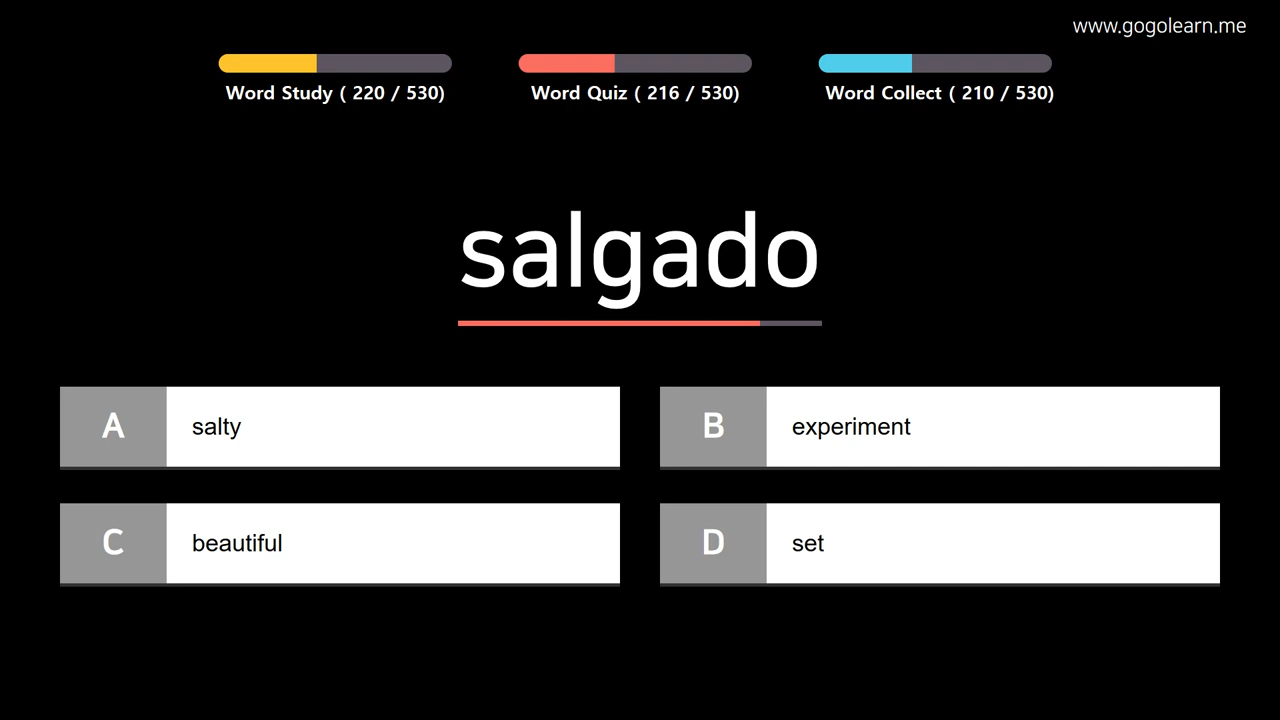 www.gogolearn.me
Word Study ( 220 / 530)
Word Quiz ( 216 / 530)
Word Collect ( 210 / 530)
salgado
A salty
B experiment
C beautiful
D set